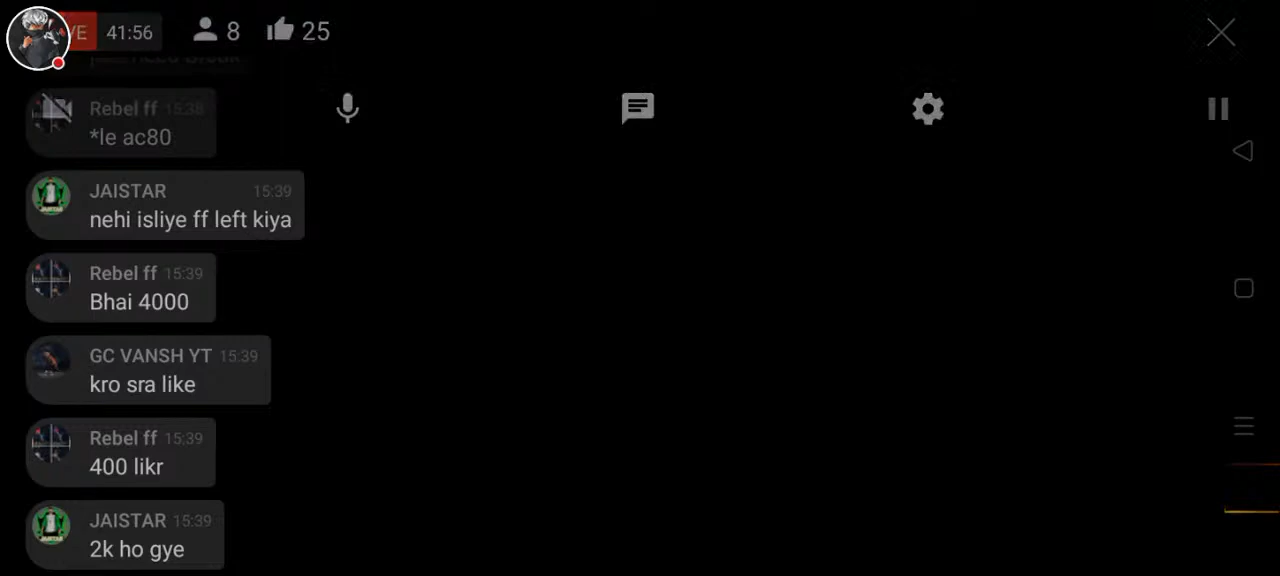 VE 41:56 8 25
Rebel ff 15:38
*le ac80
JAISTAR 15:39
nehi isliye ff left kiya
Rebel ff 15:39
Bhai 4000
GC VANSH YT 15:39
kro sra like
Rebel ff 15:39
400 likr
JAISTAR 15:39
2k ho gye